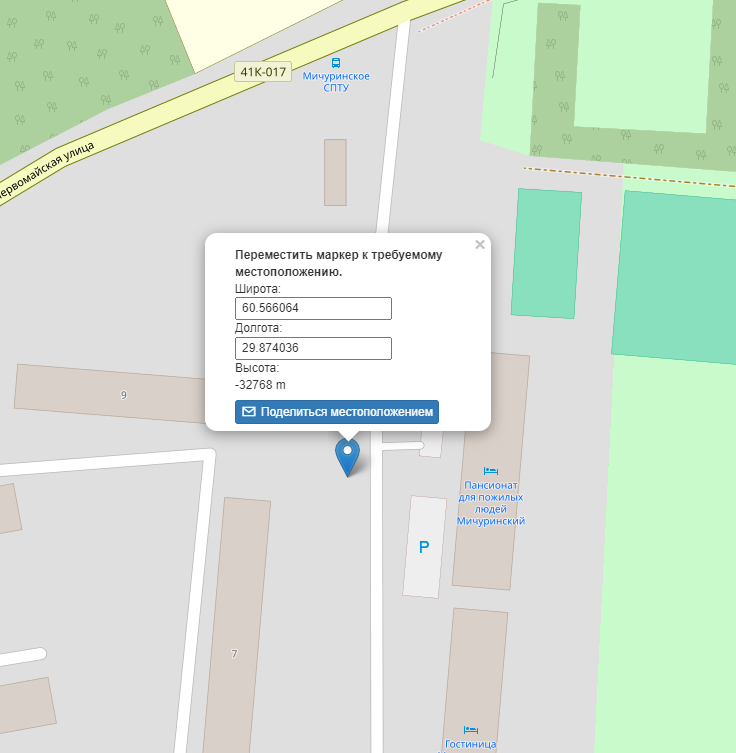 41К-017
Мичуринское
СПТУ
ервомайская улица
Переместить маркер к требуемому
местоположению.
Широта:
60.566064
Долгота:
29.874036
Высота:
-32768 m
Поделиться местоположением
9
Пансионат
для пожилых
людей
Мичуринский
P
7
Гостиница